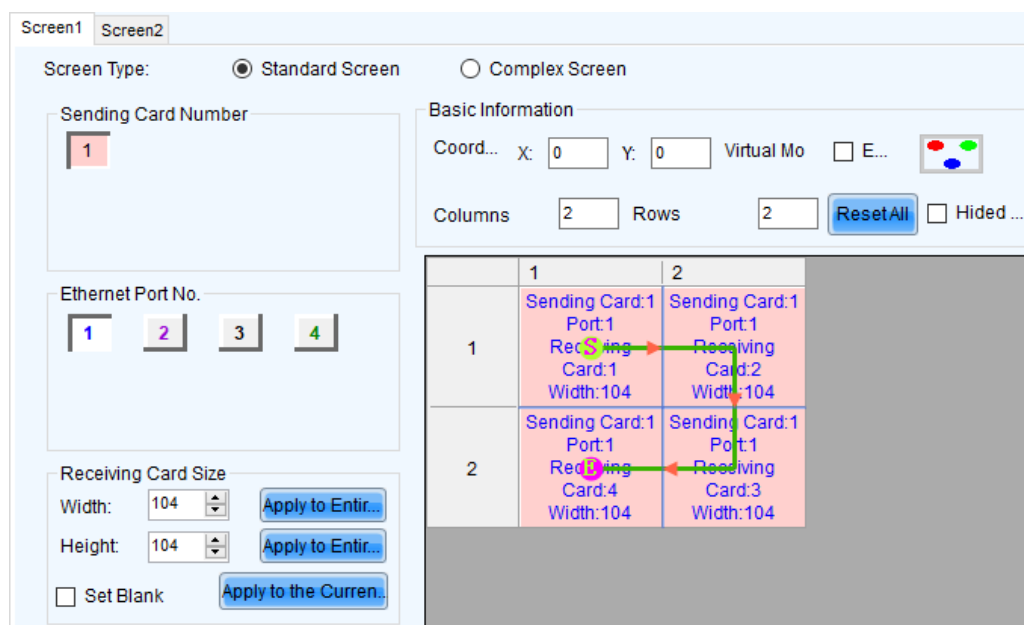 Screen1 Screen2
Screen Type: Standard Screen Complex Screen
Sending Card Number
1
Basic Information
Coord... X: 0 Y: 0 Virtual Mo E...
Columns 2 Rows 2 Reset All Hided ...
Ethernet Port No.
1 2 3 4
Receiving Card Size
Width: 104 Apply to Entir...
Height: 104 Apply to Entir...
Set Blank Apply to the Curren...
1 2
1
Sending Card:1
Port:1
Receiving
Card:1
Width:104
S
Sending Card:1
Port:1
Receiving
Card:2
Width:104
2
Sending Card:1
Port:1
Receiving
Card:4
Width:104
E
Sending Card:1
Port:1
Receiving
Card:3
Width:104